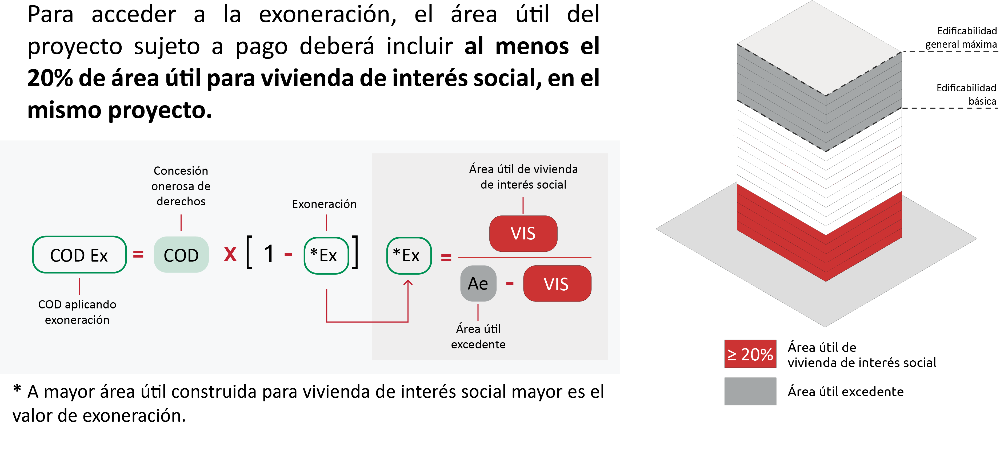 Para acceder a la exoneración, el área útil del
proyecto sujeto a pago deberá incluir al menos el
20% de área útil para vivienda de interés social, en el
mismo proyecto.
Concesión
onerosa de
derechos
Exoneración
Área útil de vivienda
de interés social
COD Ex = COD x [ 1 - *Ex ]
*Ex =
VIS
Ae - VIS
COD aplicando
exoneración
Área útil
excedente
* A mayor área útil construida para vivienda de interés social mayor es el
valor de exoneración.
Edificabilidad
general máxima
Edificabilidad
básica
≥ 20%
Área útil de
vivienda de interés social
Área útil excedente